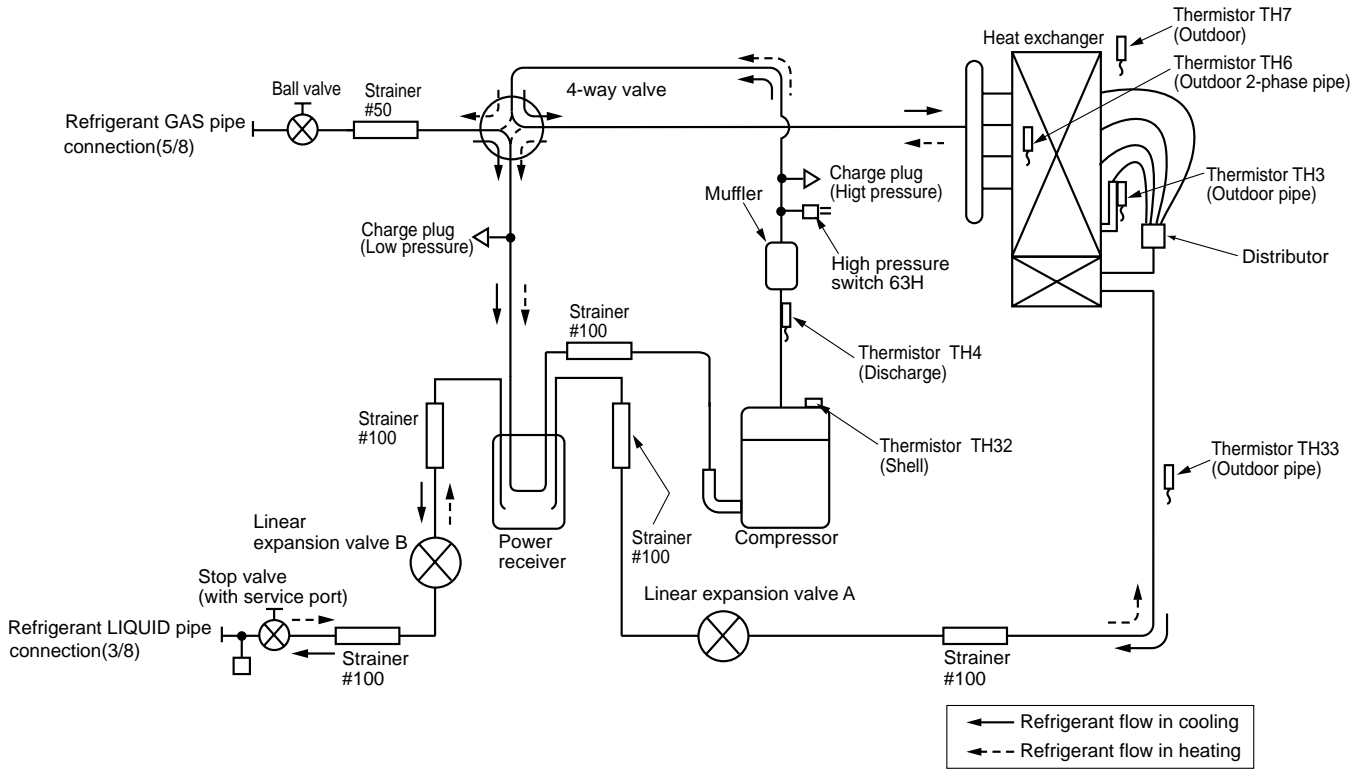 Thermistor TH7
(Outdoor)
Heat exchanger
Thermistor TH6
(Outdoor 2-phase pipe)
4-way valve
Ball valve
Strainer
#50
Refrigerant GAS pipe
connection(5/8)
Thermistor TH3
(Outdoor pipe)
Charge plug
(Higt pressure)
Muffler
Charge plug
(Low pressure)
High pressure
switch 63H
Distributor
Strainer
#100
Thermistor TH4
(Discharge)
Strainer
#100
Thermistor TH32
(Shell)
Thermistor TH33
(Outdoor pipe)
Linear
expansion valve B
Power
receiver
Strainer
#100
Compressor
Stop valve
(with service port)
Linear expansion valve A
Refrigerant LIQUID pipe
connection(3/8)
Strainer
#100
Strainer
#100
Refrigerant flow in cooling
Refrigerant flow in heating